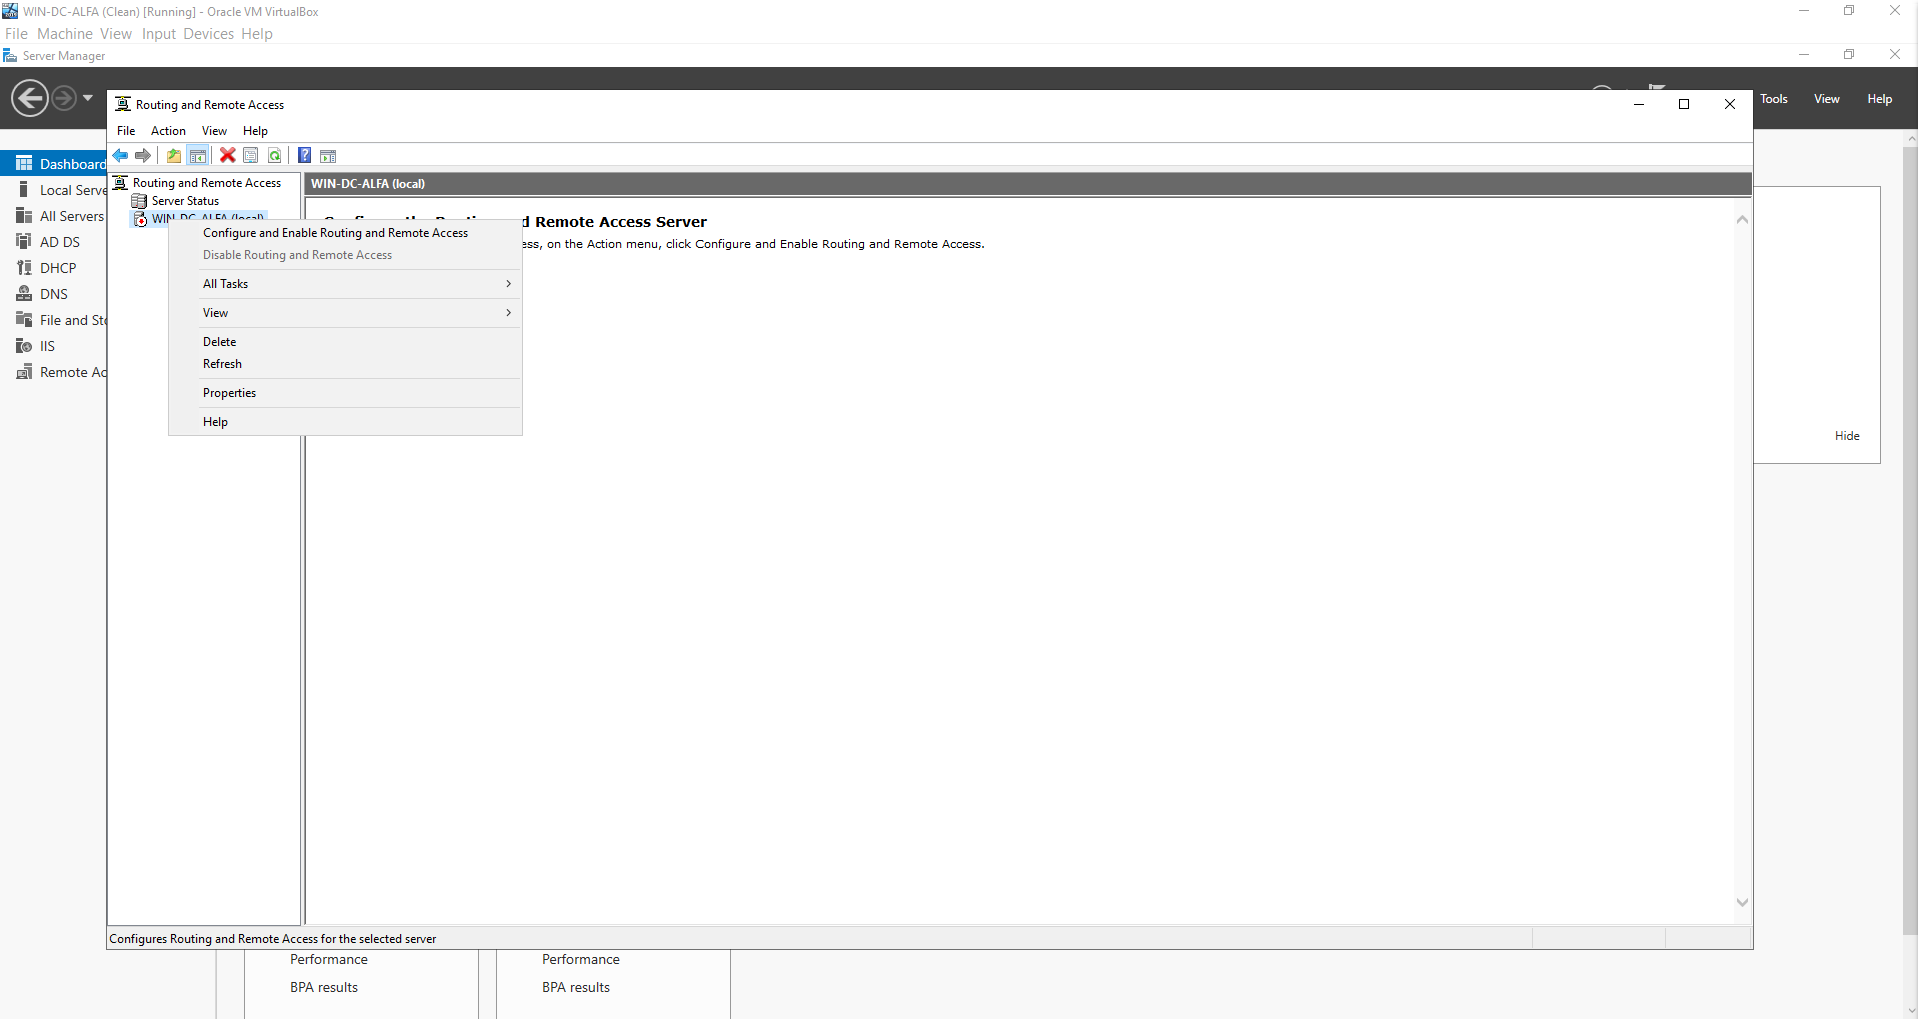 WIN-DC-ALFA (Clean) [Running] - Oracle VM VirtualBox
File Machine View Input Devices Help
Server Manager
Tools View Help
Routing and Remote Access
File Action View Help
Dashboard
Local Serve
All Servers
AD DS
DHCP
DNS
File and Sto
IIS
Remote Ac
Routing and Remote Access
Server Status
WIN-DC-ALFA (local)
WIN-DC-ALFA (local)
Remote Access Server
ess, on the Action menu, click Configure and Enable Routing and Remote Access.
Configure and Enable Routing and Remote Access
Disable Routing and Remote Access
All Tasks
View
Delete
Refresh
Properties
Help
Hide
Configures Routing and Remote Access for the selected server
Performance
BPA results
Performance
BPA results